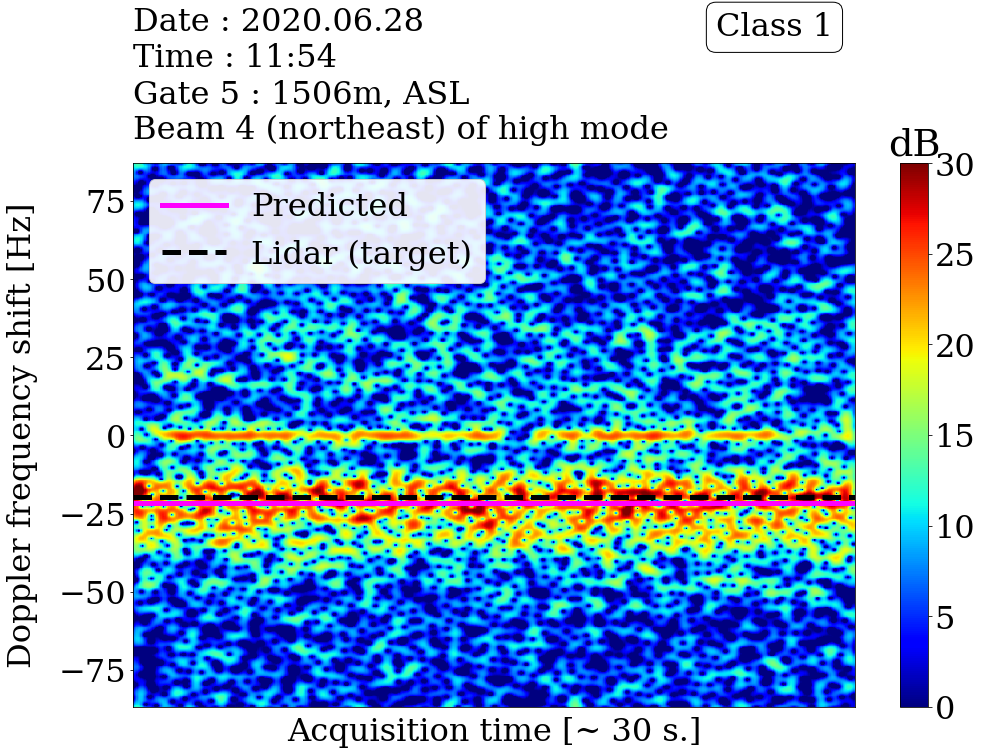 Date : 2020.06.28
Class 1
Time : 11:54
Gate 5 : 1506m, ASL
Beam 4 (northeast) of high mode
dB
Predicted
Lidar (target)
Doppler frequency shift [Hz]
75
50
25
0
−25
−50
−75
30
25
20
15
10
5
0
Acquisition time [~ 30 s.]